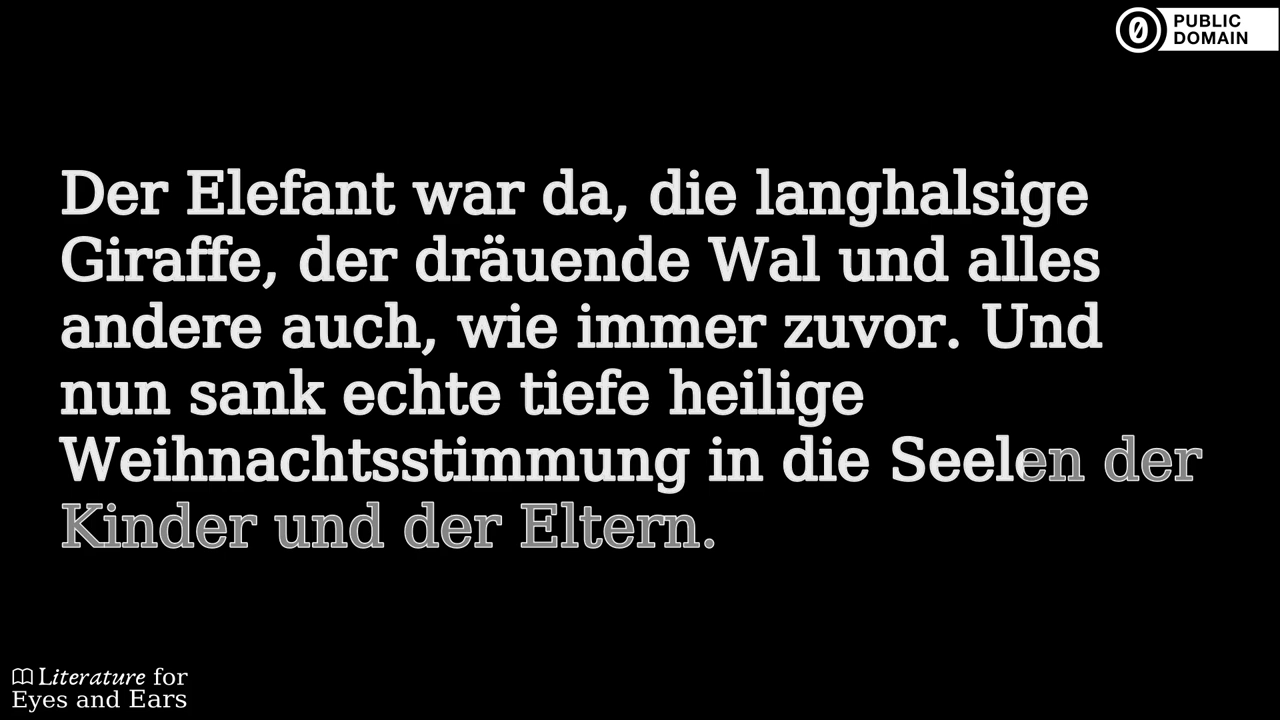 PUBLIC
DOMAIN
Der Elefant war da, die langhalsige
Giraffe, der dräuende Wal und alles
andere auch, wie immer zuvor. Und
nun sank echte tiefe heilige
Weihnachtsstimmung in die Seelen der
Kinder und der Eltern.
Literature for
Eyes and Ears